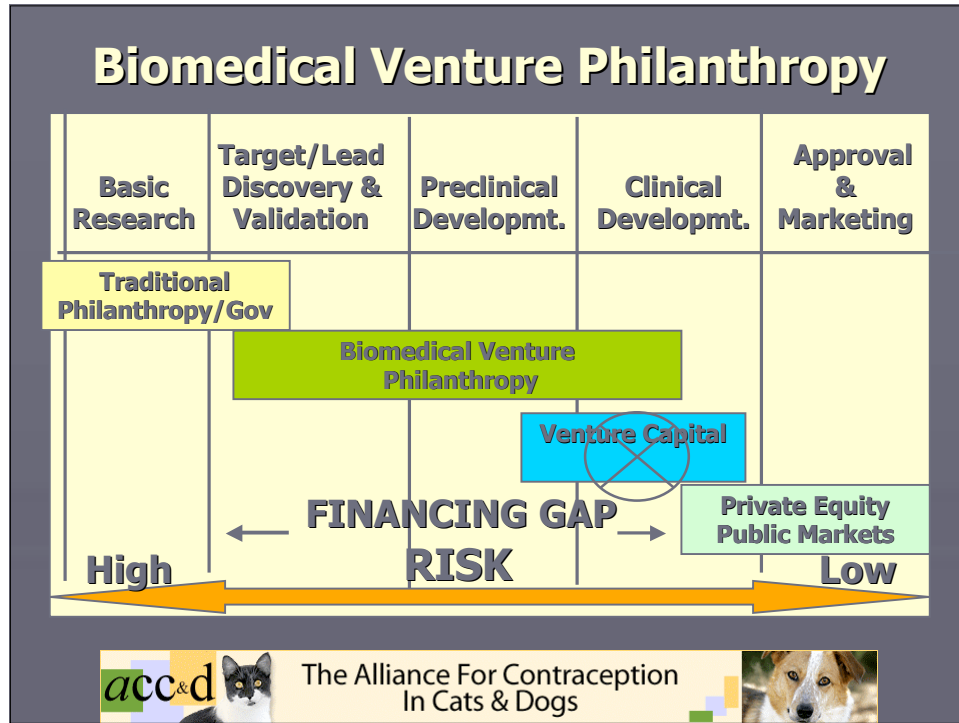 Biomedical Venture Philanthropy
Basic
Research
Target/Lead
Discovery &
Validation
Preclinical
Developmt.
Clinical
Developmt.
Approval
&
Marketing
Traditional
Philanthropy/Gov
Biomedical Venture
Philanthropy
Venture Capital
Private Equity
Public Markets
FINANCING GAP
High
RISK
Low
acc&d
The Alliance For Contraception
In Cats & Dogs